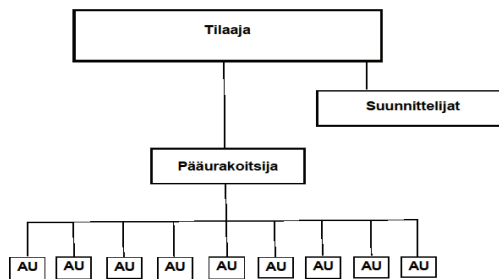 Tilaaja
Suunnittelijat
Pääurakoitsija
AU AU AU AU AU AU AU AU AU